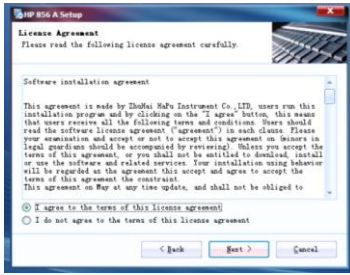 HP 856 A Setup
License Agreement
Please read the following license agreement carefully.
Software installation agreement
This agreement is made by ZhuHai HaFu Instrument Co.,LTD, users run this
installation program and by clicking on the "I agree" button, this means
that users receive all the following terms and conditions. Users should
read the software license agreement ("agreement") in each clause. Please
your examination and accept or not to accept this agreement (minors in
legal guardians should be accompanied by reviewing). Unless you accept the
terms of this agreement, or you shall not be entitled to download, install
or use the software and related services. Your installation using behavior
will be regarded as the agreement this accept and agree to accept the
terms of this agreement the constraint.
This agreement on May at any time update, and shall not be obliged to
I agree to the terms of this license agreement
I do not agree to the terms of this license agreement
< Back
Next >
Cancel